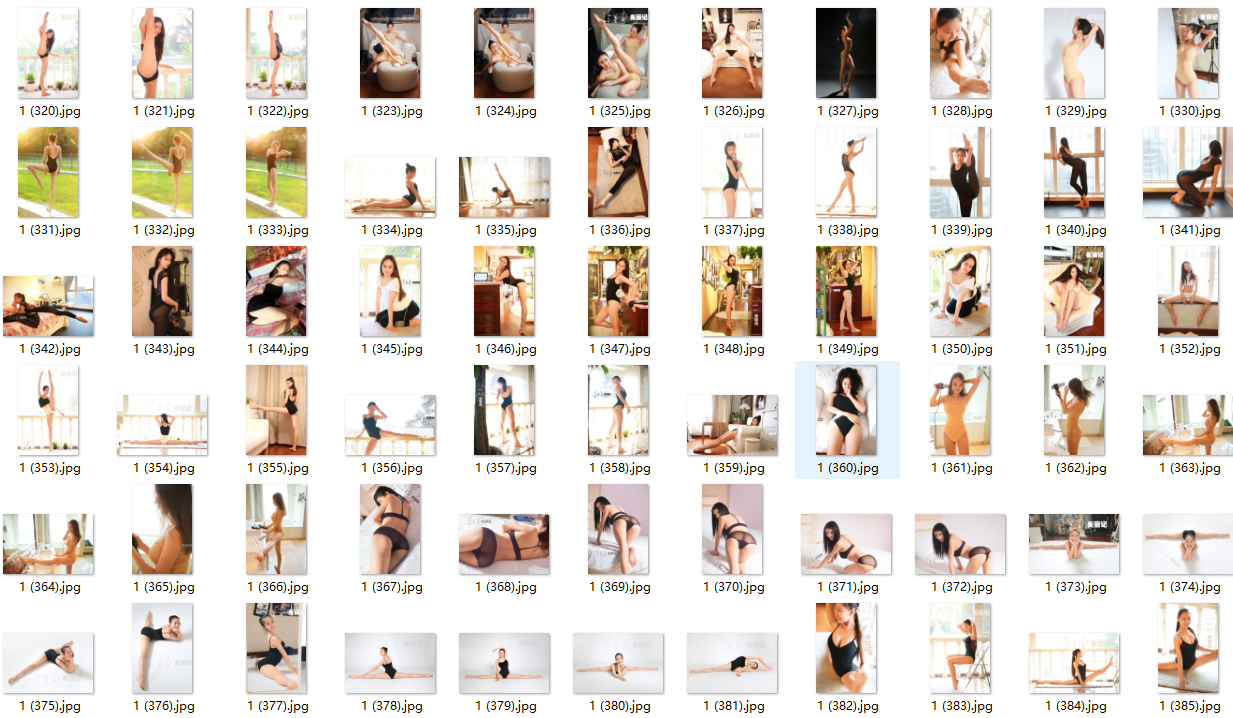 1 (320).jpg
1 (321).jpg
1 (322).jpg
1 (323).jpg
1 (324).jpg
1 (325).jpg
1 (326).jpg
1 (327).jpg
1 (328).jpg
1 (329).jpg
1 (330).jpg
1 (331).jpg
1 (332).jpg
1 (333).jpg
1 (334).jpg
1 (335).jpg
1 (336).jpg
1 (337).jpg
1 (338).jpg
1 (339).jpg
1 (340).jpg
1 (341).jpg
1 (342).jpg
1 (343).jpg
1 (344).jpg
1 (345).jpg
1 (346).jpg
1 (347).jpg
1 (348).jpg
1 (349).jpg
1 (350).jpg
1 (351).jpg
1 (352).jpg
1 (353).jpg
1 (354).jpg
1 (355).jpg
1 (356).jpg
1 (357).jpg
1 (358).jpg
1 (359).jpg
1 (360).jpg
1 (361).jpg
1 (362).jpg
1 (363).jpg
1 (364).jpg
1 (365).jpg
1 (366).jpg
1 (367).jpg
1 (368).jpg
1 (369).jpg
1 (370).jpg
1 (371).jpg
1 (372).jpg
1 (373).jpg
1 (374).jpg
1 (375).jpg
1 (376).jpg
1 (377).jpg
1 (378).jpg
1 (379).jpg
1 (380).jpg
1 (381).jpg
1 (382).jpg
1 (383).jpg
1 (384).jpg
1 (385).jpg